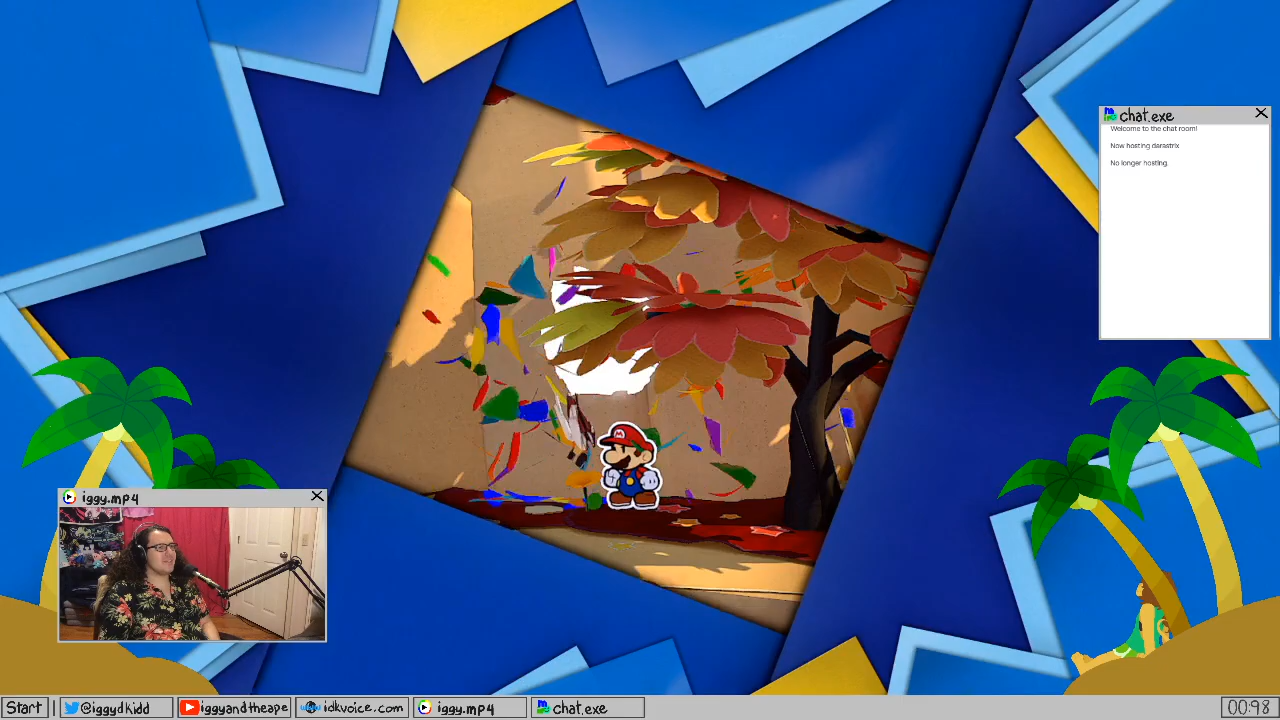 chat.exe
Welcome to the chat room!
Now hosting darastrix
No longer hosting.
iggy.mp4
Start | @iggydkidd iggyandtheape idkvoice.com iggy.mp4 chat.exe 00:98